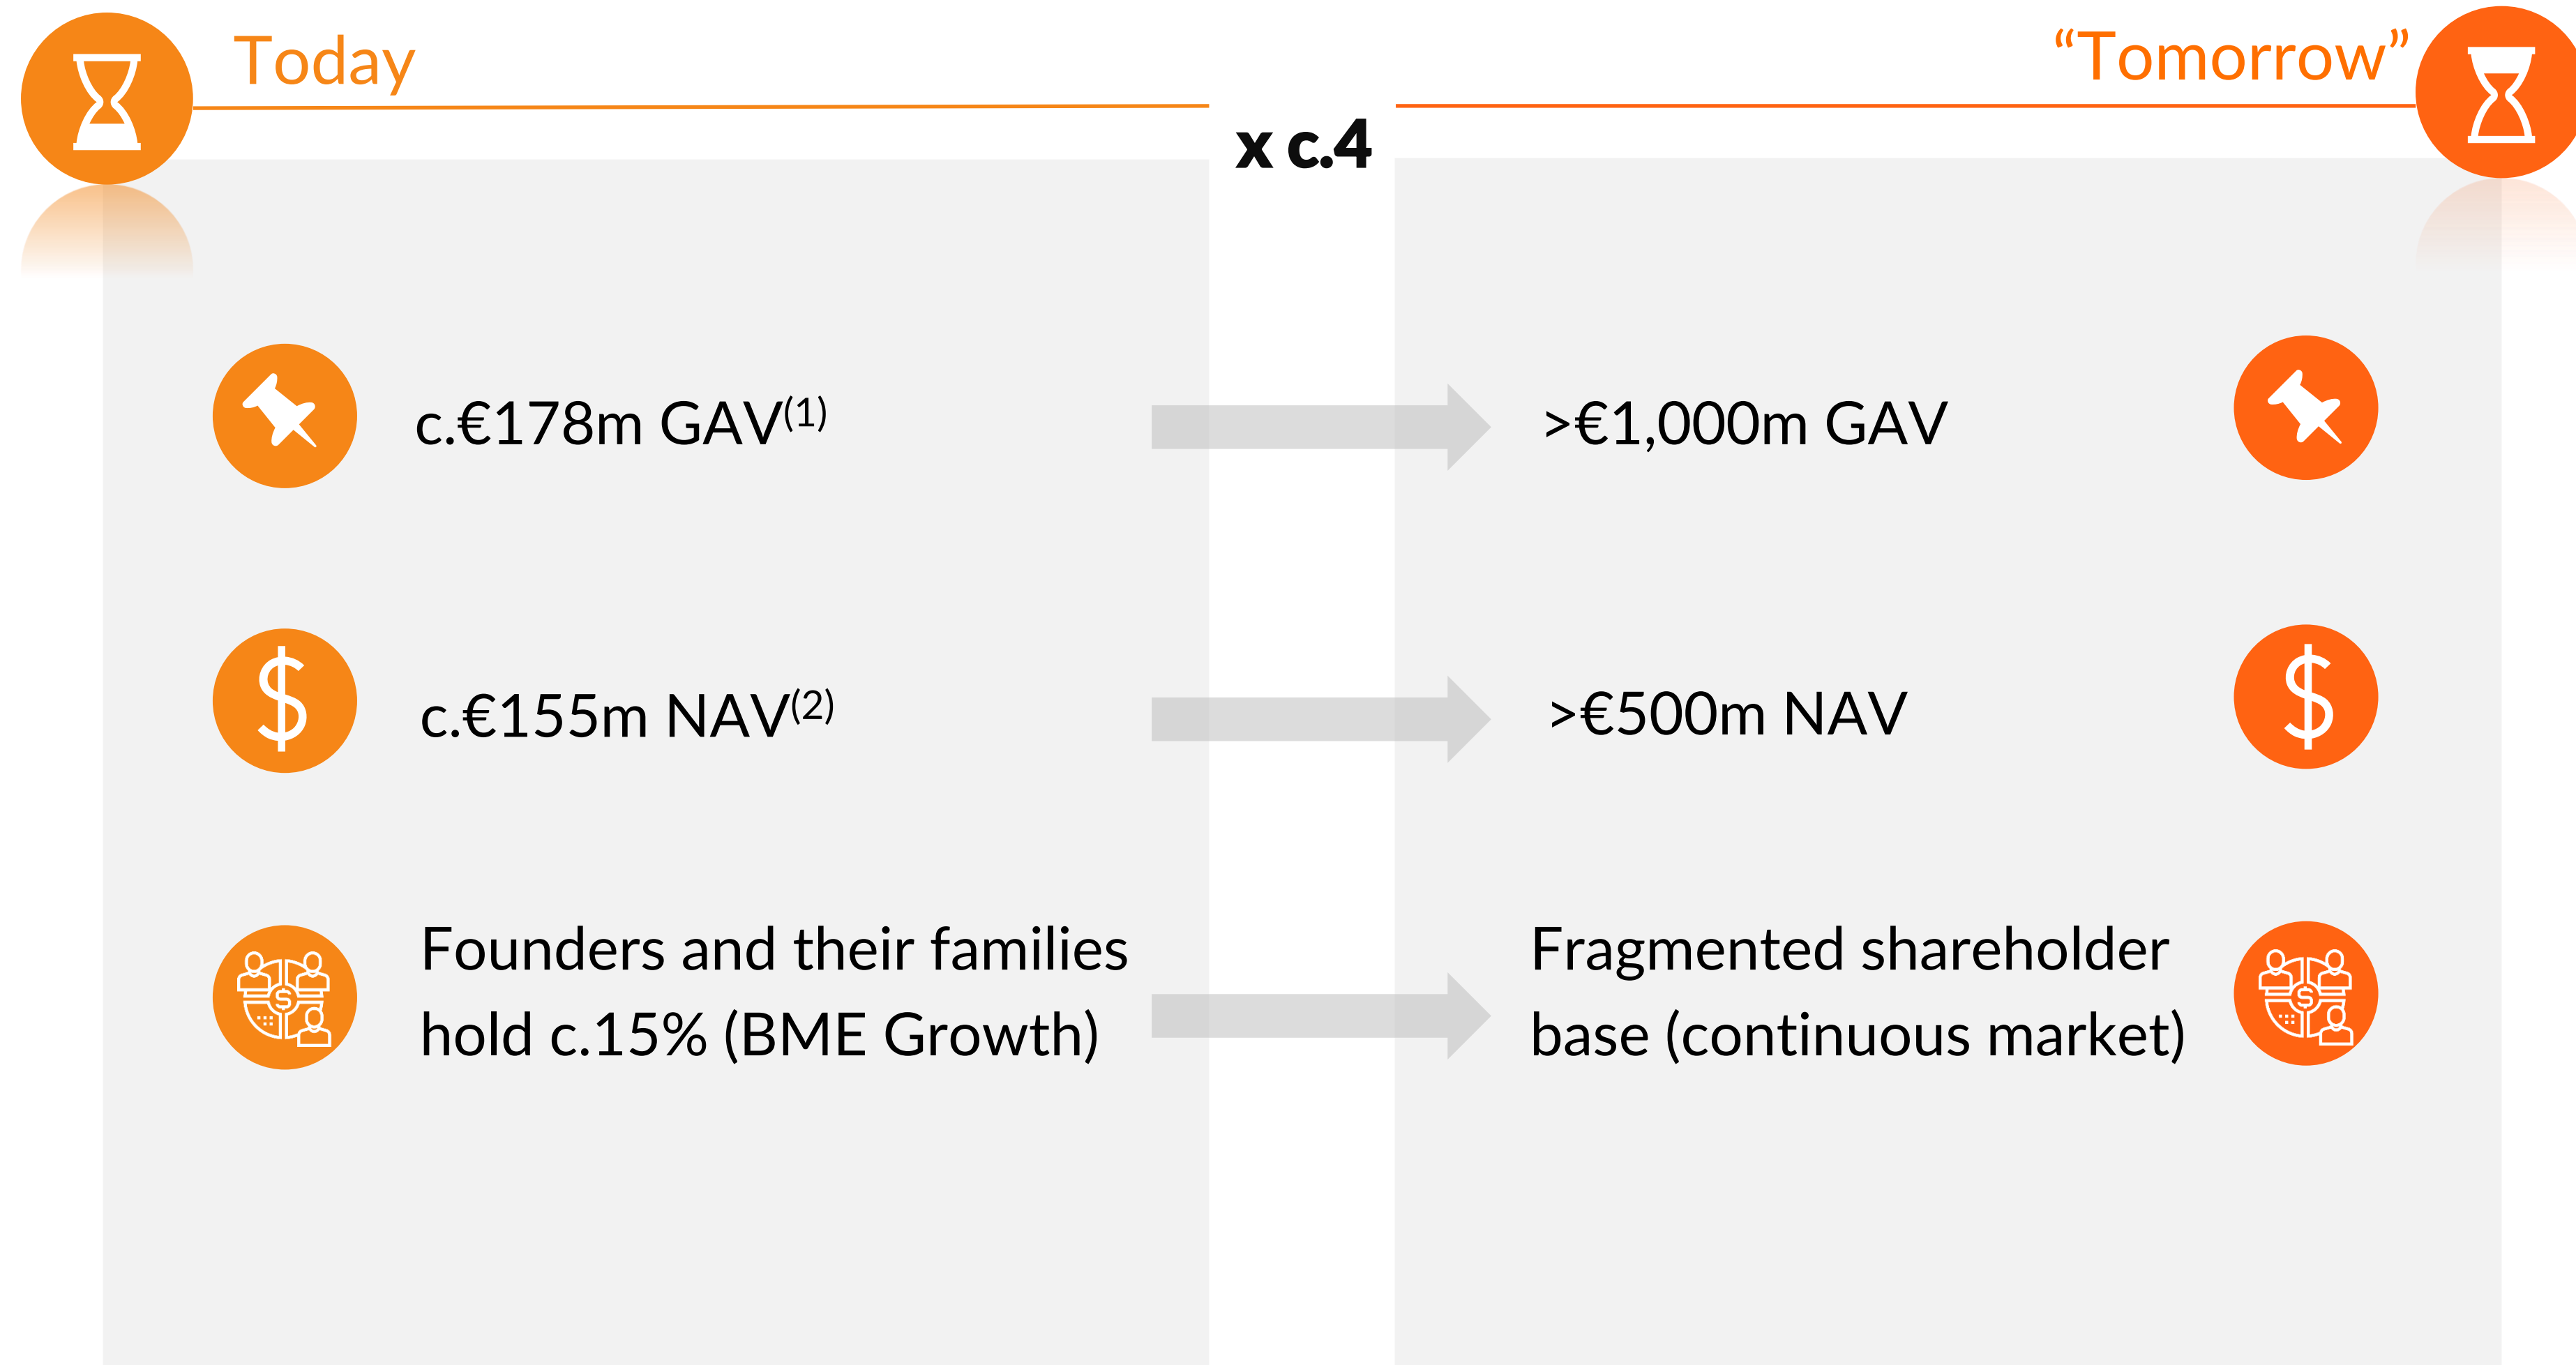 Today
“Tomorrow”
x c.4
c.€178m GAV(1)
>€1,000m GAV
c.€155m NAV(2)
>€500m NAV
Founders and their families
hold c.15% (BME Growth)
Fragmented shareholder
base (continuous market)